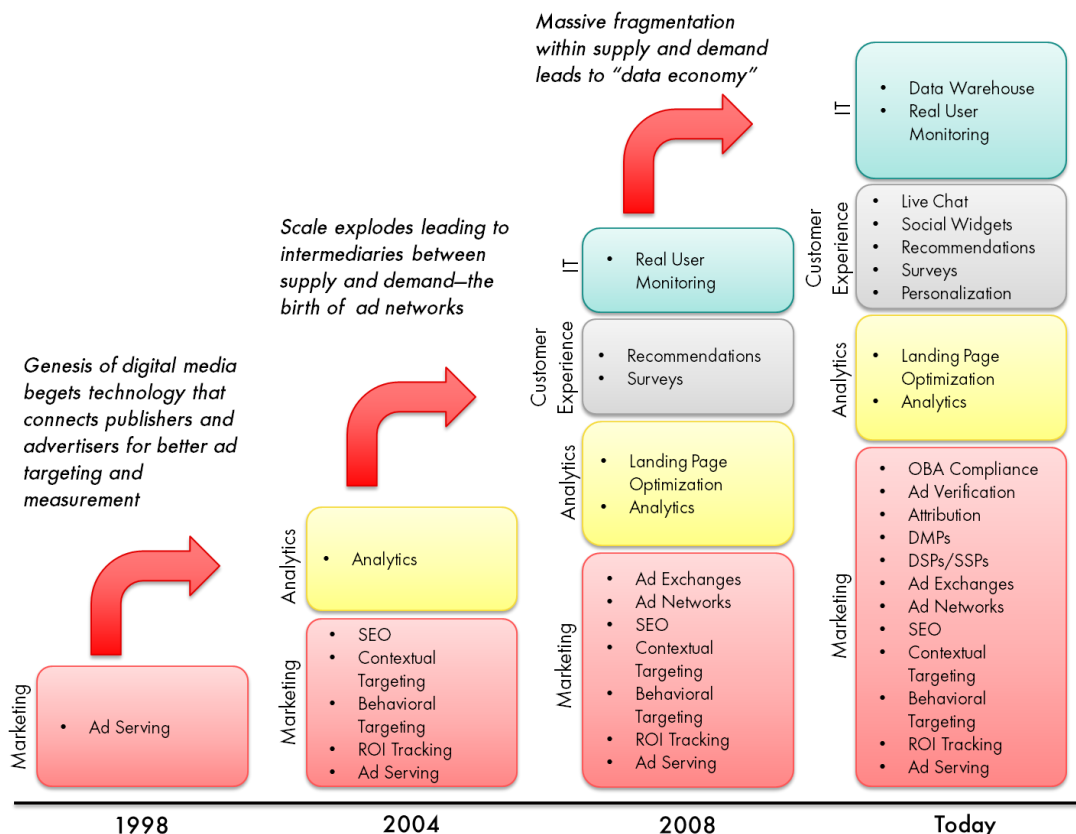 Genesis of digital media
begets technology that
connects publishers and
advertisers for better ad
targeting and
measurement
Marketing
• Ad Serving
1998
Scale explodes leading to
intermediaries between
supply and demand—the
birth of ad networks
Analytics
• Analytics
Marketing
• SEO
• Contextual
Targeting
• Behavioral
Targeting
• ROI Tracking
• Ad Serving
2004
Massive fragmentation
within supply and demand
leads to “data economy”
IT
• Real User
Monitoring
Customer
Experience
• Recommendations
• Surveys
Analytics
• Landing Page
Optimization
• Analytics
Marketing
• Ad Exchanges
• Ad Networks
• SEO
• Contextual
Targeting
• Behavioral
Targeting
• ROI Tracking
• Ad Serving
2008
IT
• Data Warehouse
• Real User
Monitoring
Customer
Experience
• Live Chat
• Social Widgets
• Recommendations
• Surveys
• Personalization
Analytics
• Landing Page
Optimization
• Analytics
Marketing
• OBA Compliance
• Ad Verification
• Attribution
• DMPs
• DSPs/SSPs
• Ad Exchanges
• Ad Networks
• SEO
• Contextual
Targeting
• Behavioral
Targeting
• ROI Tracking
• Ad Serving
Today